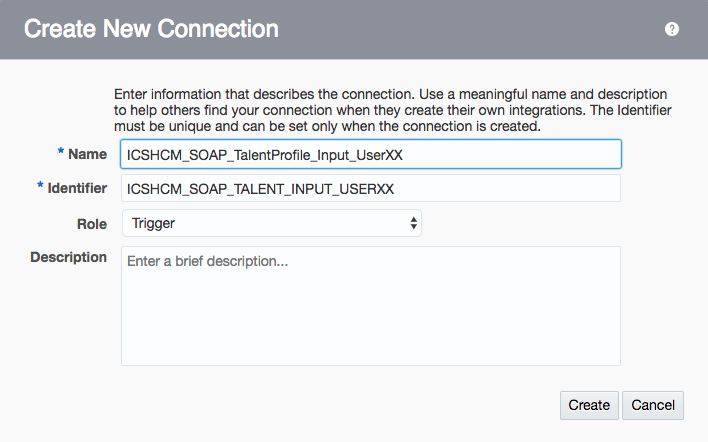 Create New Connection
?
Enter information that describes the connection. Use a meaningful name and description
to help others find your connection when they create their own integrations. The Identifier
must be unique and can be set only when the connection is created.
* Name ICSHCM_SOAP_TalentProfile_Input_UserXX
* Identifier ICSHCM_SOAP_TALENT_INPUT_USERXX
Role Trigger
Description Enter a brief description...
Create Cancel